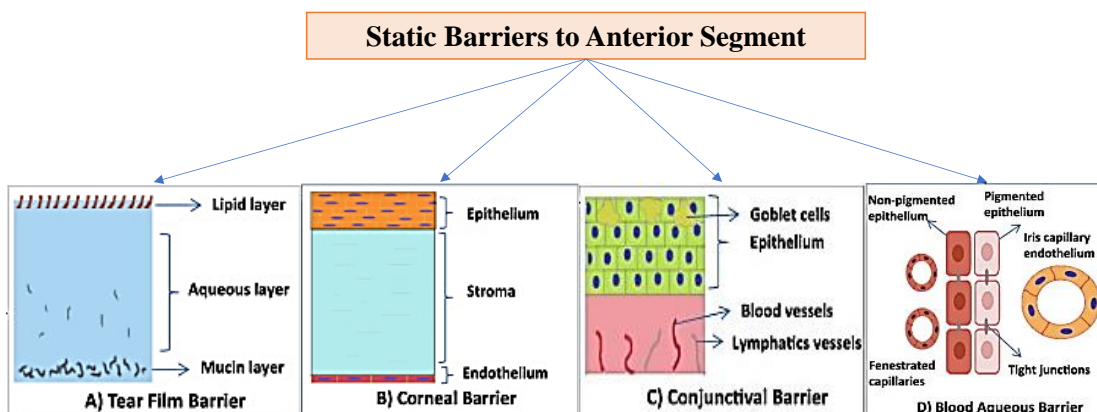 Static Barriers to Anterior Segment
Lipid layer
Aqueous layer
Mucin layer
A) Tear Film Barrier
Epithelium
Stroma
Endothelium
B) Corneal Barrier
Goblet cells
Epithelium
Blood vessels
Lymphatics vessels
C) Conjunctival Barrier
Non-pigmented
epithelium
Pigmented
epithelium
Iris capillary
endothelium
Fenestrated
capillaries
Tight junctions
D) Blood Aqueous Barrier